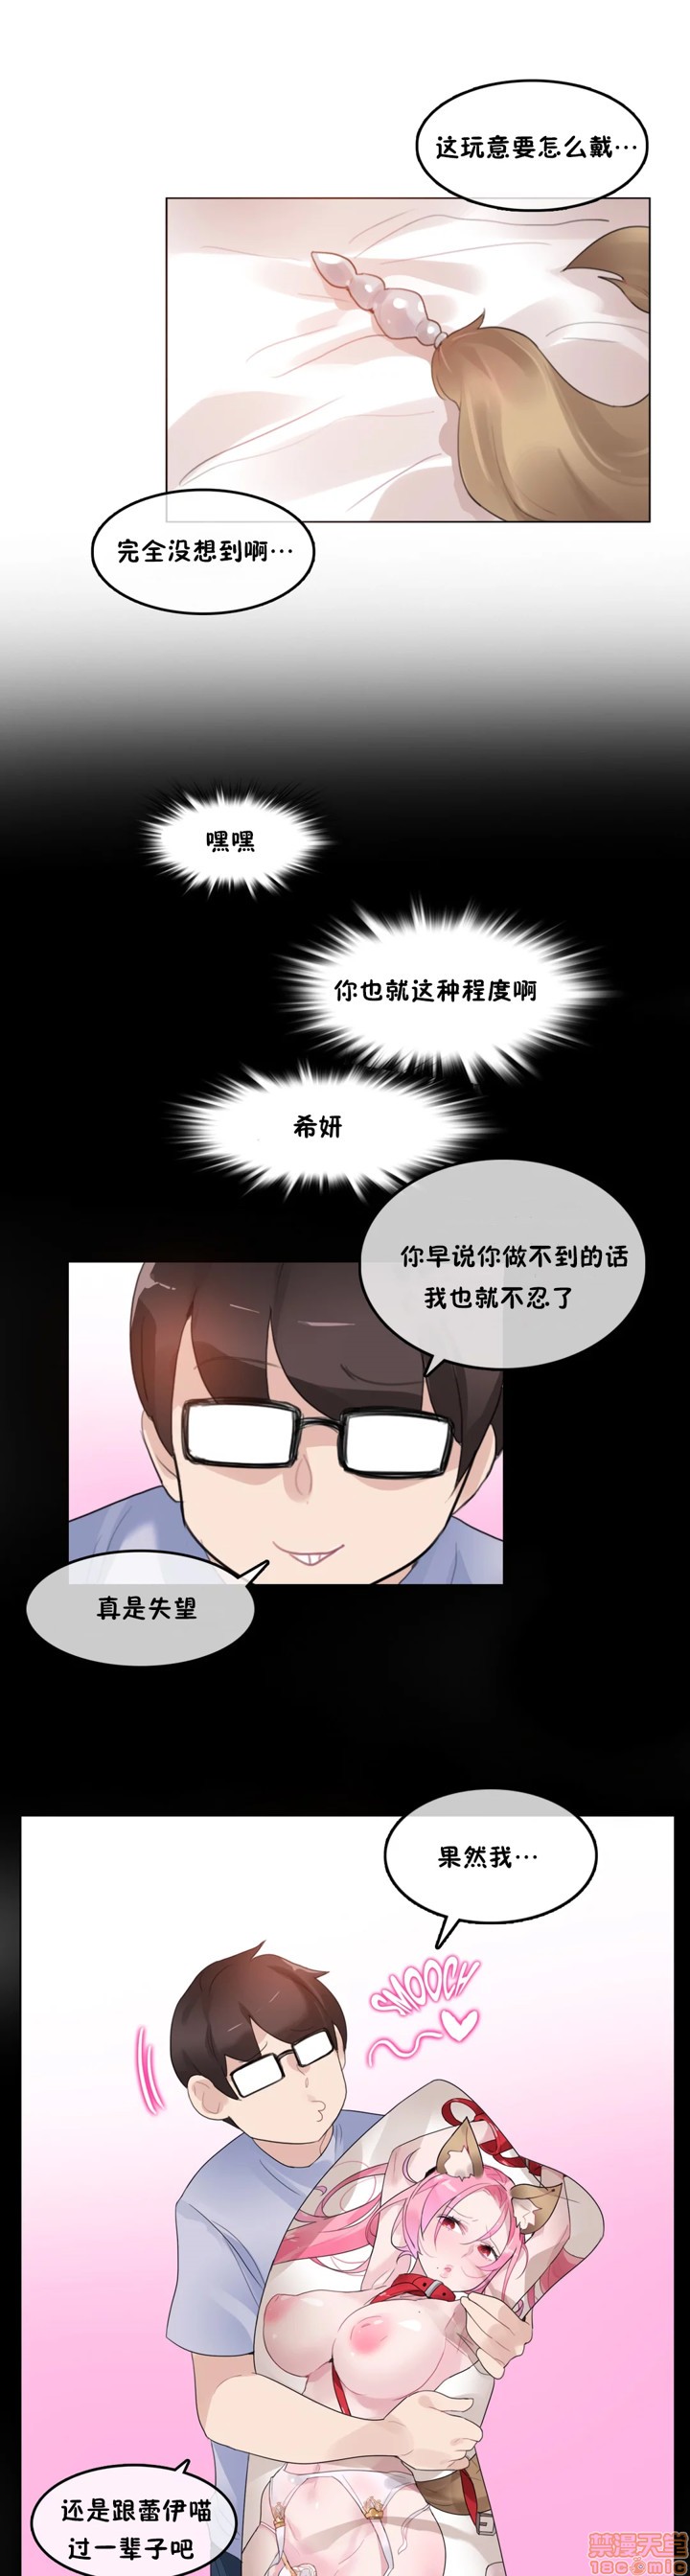 这玩意要怎么戴…
完全没想到啊…
嘿嘿
你也就这种程度啊
希妍
你早说你做不到的话
我也就不忍了
真是失望
果然我…
SMOOCH
还是跟蕾伊喵
过一辈子吧
禁漫天堂
18comic